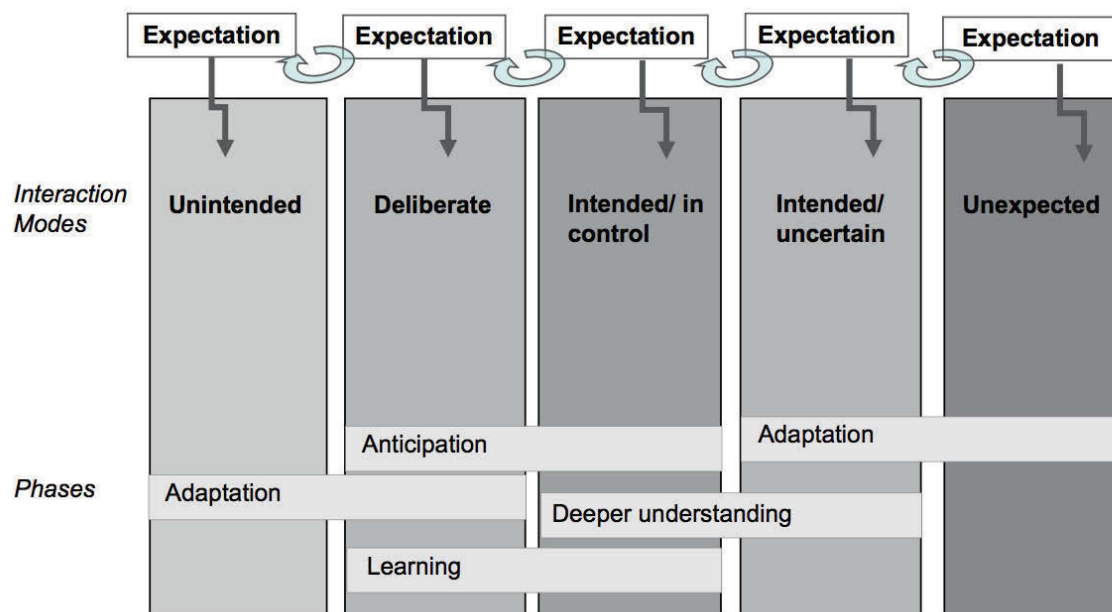 Expectation
Expectation
Expectation
Expectation
Expectation
Interaction
Modes
Unintended
Deliberate
Intended/ in
control
Intended/
uncertain
Unexpected
Anticipation
Adaptation
Phases
Adaptation
Deeper understanding
Learning